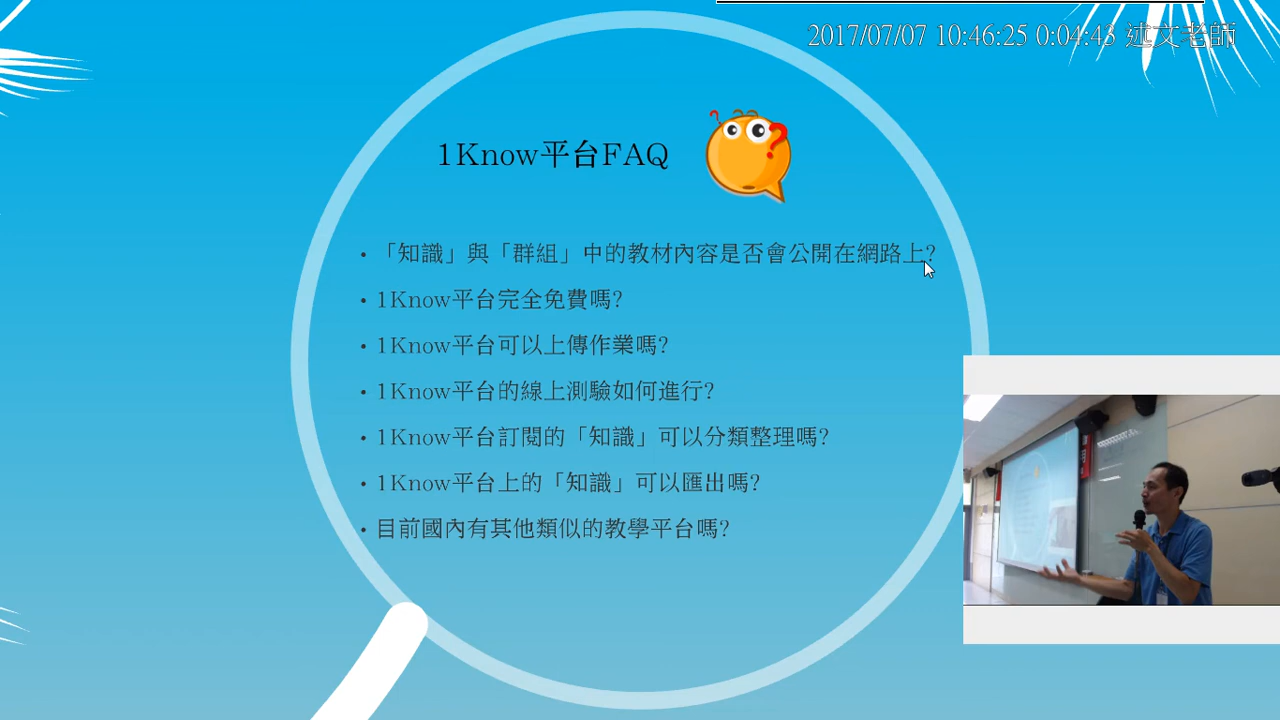 2017/07/07 10:46:25 0:04:43 述文老師
1Know平台FAQ
•「知識」與「群組」中的教材內容是否會公開在網路上?
• 1Know平台完全免費嗎?
• 1Know平台可以上傳作業嗎?
• 1Know平台的線上測驗如何進行?
• 1Know平台訂閱的「知識」可以分類整理嗎?
• 1Know平台上的「知識」可以匯出嗎?
• 目前國內有其他類似的教學平台嗎?